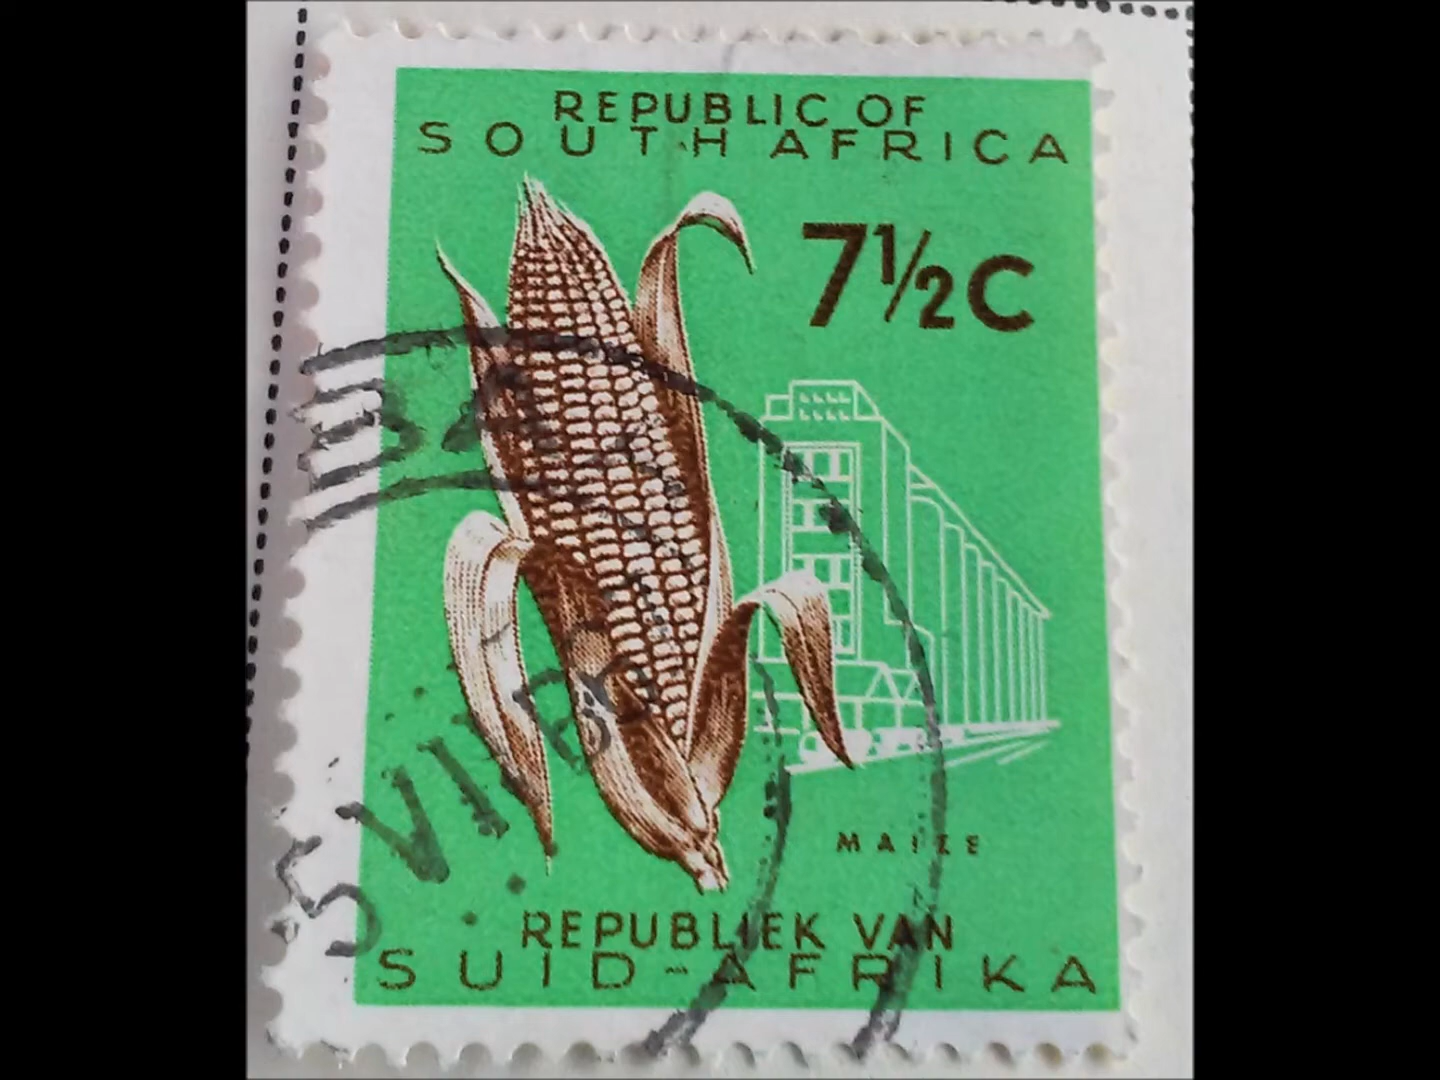 REPUBLIC OF
SOUTH AFRICA
7½C
MAIZE
REPUBLIEK VAN
SUID-AFRIKA